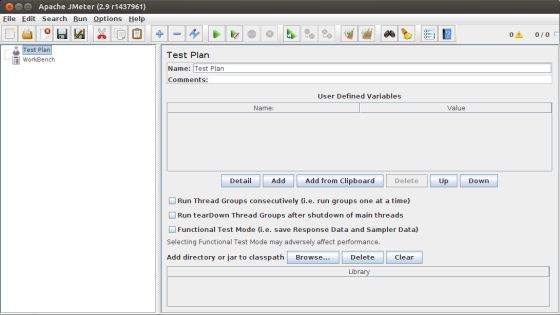 Apache JMeter (2.9 r1437961)
File Edit Search Run Options Help
0 0 / 0
Test Plan
WorkBench
Test Plan
Name: Test Plan
Comments:
User Defined Variables
Name: Value
Detail Add Add from Clipboard Delete Up Down
Run Thread Groups consecutively (i.e. run groups one at a time)
Run tearDown Thread Groups after shutdown of main threads
Functional Test Mode (i.e. save Response Data and Sampler Data)
Selecting Functional Test Mode may adversely affect performance.
Add directory or jar to classpath Browse... Delete Clear
Library